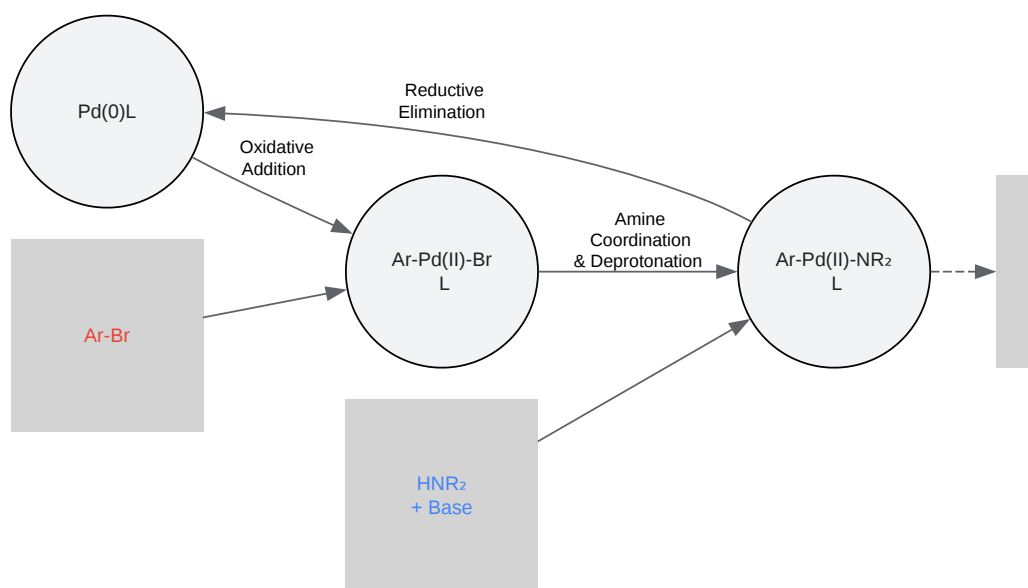 Pd(0)L
Reductive
Elimination
Oxidative
Addition
Ar-Pd(II)-Br
L
Amine
Coordination
& Deprotonation
Ar-Pd(II)-NR₂
L
Ar-Br
HNR₂
+ Base